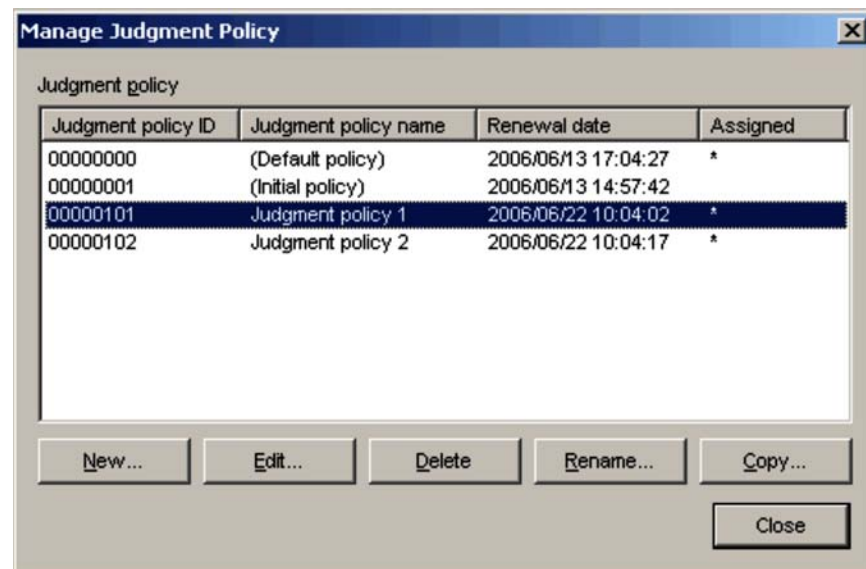 Manage Judgment Policy
Judgment policy
Judgment policy ID Judgment policy name Renewal date Assigned
00000000 (Default policy) 2006/06/13 17:04:27 *
00000001 (Initial policy) 2006/06/13 14:57:42
00000101 Judgment policy 1 2006/06/22 10:04:02 *
00000102 Judgment policy 2 2006/06/22 10:04:17 *
New... Edit... Delete Rename... Copy...
Close